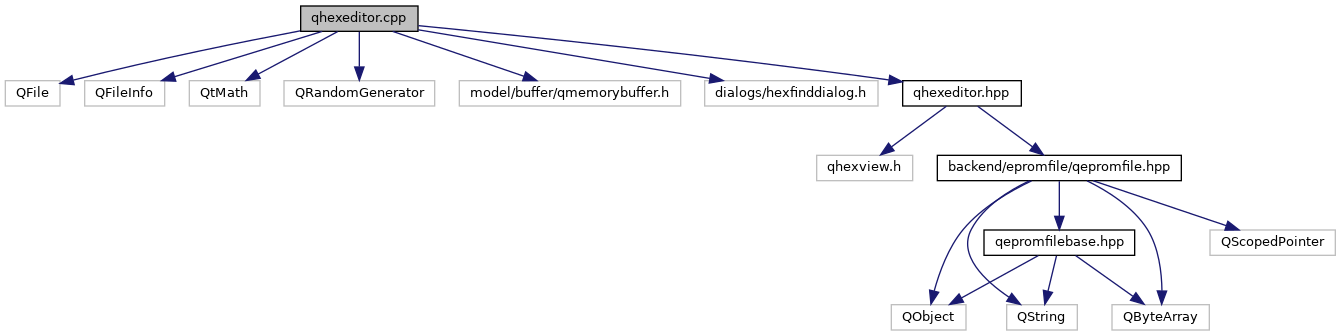 qhexeditor.cpp
QFile
QFileInfo
QtMath
QRandomGenerator
model/buffer/qmemorybuffer.h
dialogs/hexfinddialog.h
qhexeditor.hpp
qhexview.h
backend/epromfile/qepromfile.hpp
qepromfilebase.hpp
QScopedPointer
QObject
QString
QByteArray